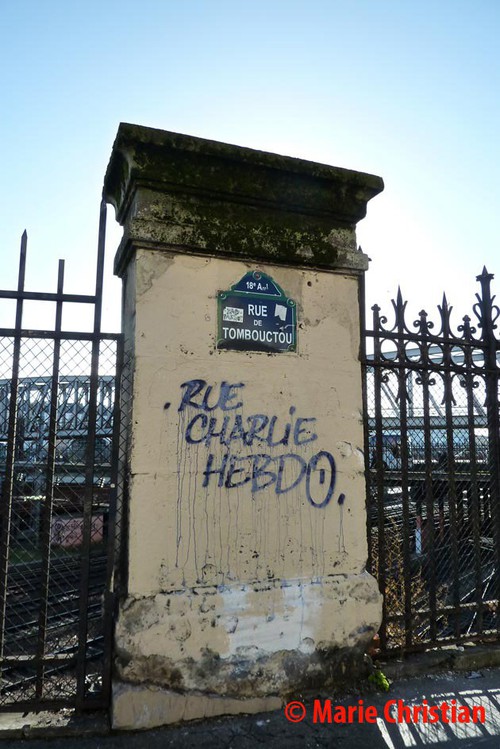 18e Arrt
RUE
DE
TOMBOUCTOU
.RUE
CHARLIE
HEBDO.
© Marie Christian